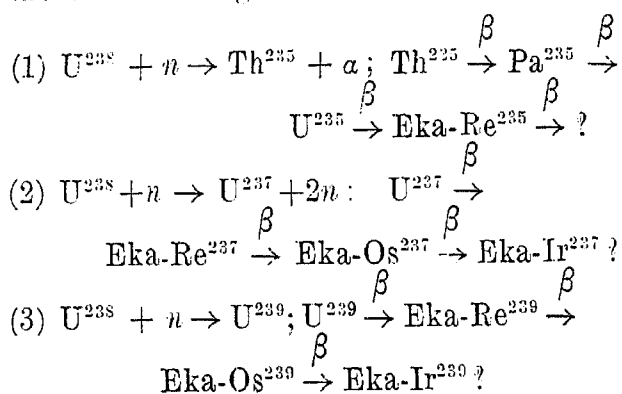 β β
(1) U²³⁸ + n → Th²³⁵ + α ; Th²³⁵ → Pa²³⁵ →
β β
U²³⁵ → Eka-Re²³⁵ → ?
β
(2) U²³⁸ + n → U²³⁷ + 2n : U²³⁷ →
β β
Eka-Re²³⁷ → Eka-Os²³⁷ → Eka-Ir²³⁷ ?
β β
(3) U²³⁸ + n → U²³⁹; U²³⁹ → Eka-Re²³⁹ →
β
Eka-Os²³⁹ → Eka-Ir²³⁹ ?